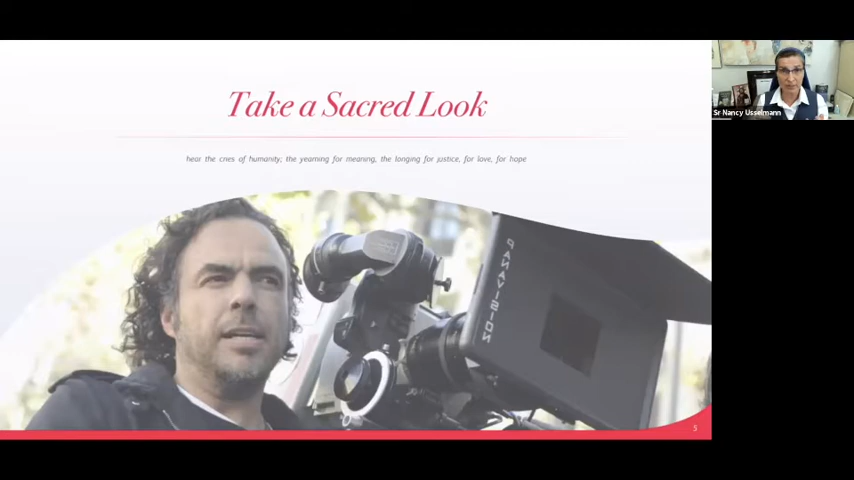 Take a Sacred Look
hear the cries of humanity; the yearning for meaning, the longing for justice, for love, for hope
PANAVISION
5
Sr Nancy Usselmann